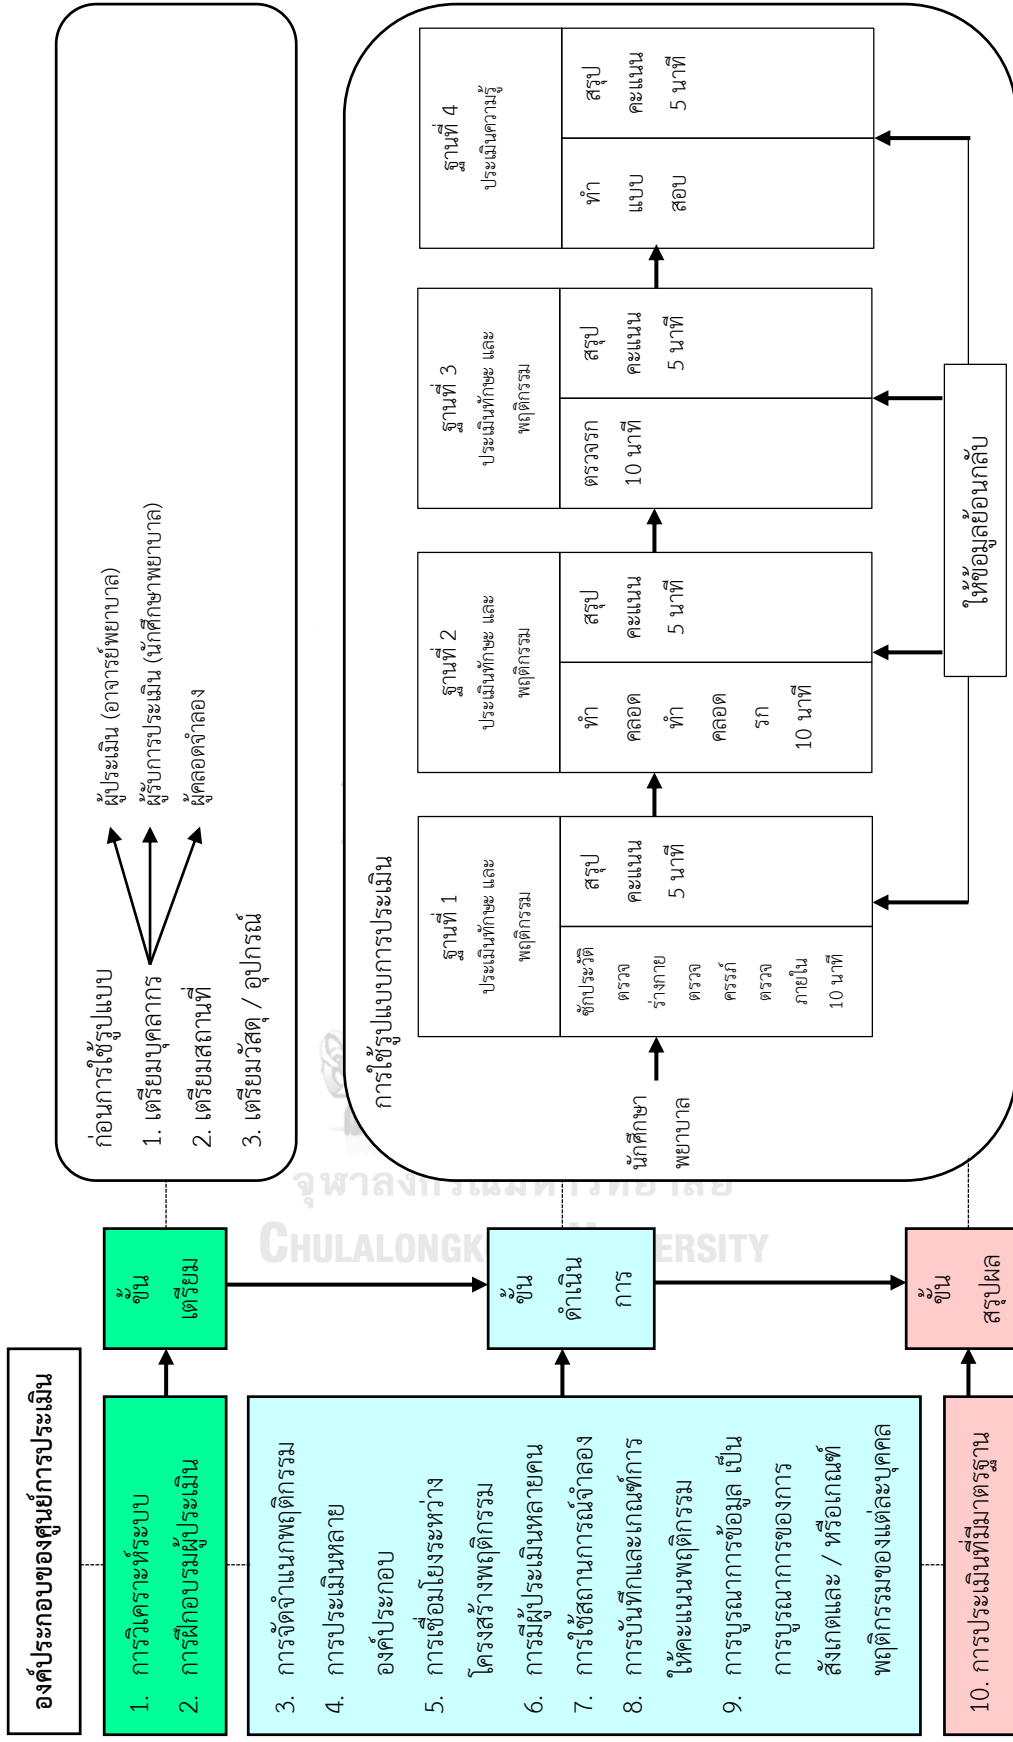 องค์ประกอบของศูนย์การประเมิน
1. การวิเคราะห์ระบบ
2. การฝึกอบรมผู้ประเมิน
3. การจัดจำแนกพฤติกรรม
4. การประเมินหลาย
องค์ประกอบ
5. การเชื่อมโยงระหว่าง
โครงสร้างพฤติกรรม
6. การมีผู้ประเมินหลายคน
7. การใช้สถานการณ์จำลอง
8. การบันทึกและเกณฑ์การ
ให้คะแนนพฤติกรรม
9. การบูรณาการข้อมูล เป็น
การบูรณาการของการ
สังเกตและ / หรือเกณฑ์
พฤติกรรมของแต่ละบุคคล
10. การประเมินที่มีมาตรฐาน
ขั้น
เตรียม
ขั้น
ดำเนิน
การ
ขั้น
สรุปผล
ก่อนการใช้รูปแบบ
1. เตรียมบุคลากร
2. เตรียมสถานที่
3. เตรียมวัสดุ / อุปกรณ์
ผู้ประเมิน (อาจารย์พยาบาล)
ผู้รับการประเมิน (นักศึกษาพยาบาล)
ผู้คลอดจำลอง
การใช้รูปแบบการประเมิน
นักศึกษา
พยาบาล
ฐานที่ 1
ประเมินทักษะ และ
พฤติกรรม
ซักประวัติ
ตรวจ
ร่างกาย
ตรวจ
ครรภ์
ตรวจ
ภายใน
10 นาที
สรุป
คะแนน
5 นาที
ฐานที่ 2
ประเมินทักษะ และ
พฤติกรรม
ทำ
คลอด
ทำ
คลอด
รก
10 นาที
สรุป
คะแนน
5 นาที
ฐานที่ 3
ประเมินทักษะ และ
พฤติกรรม
ตรวจรก
10 นาที
สรุป
คะแนน
5 นาที
ฐานที่ 4
ประเมินความรู้
ทำ
แบบ
สอบ
สรุป
คะแนน
5 นาที
ให้ข้อมูลย้อนกลับ
จุฬาลงกรณ์มหาวิทยาลัย
CHULALONGK ERSITY